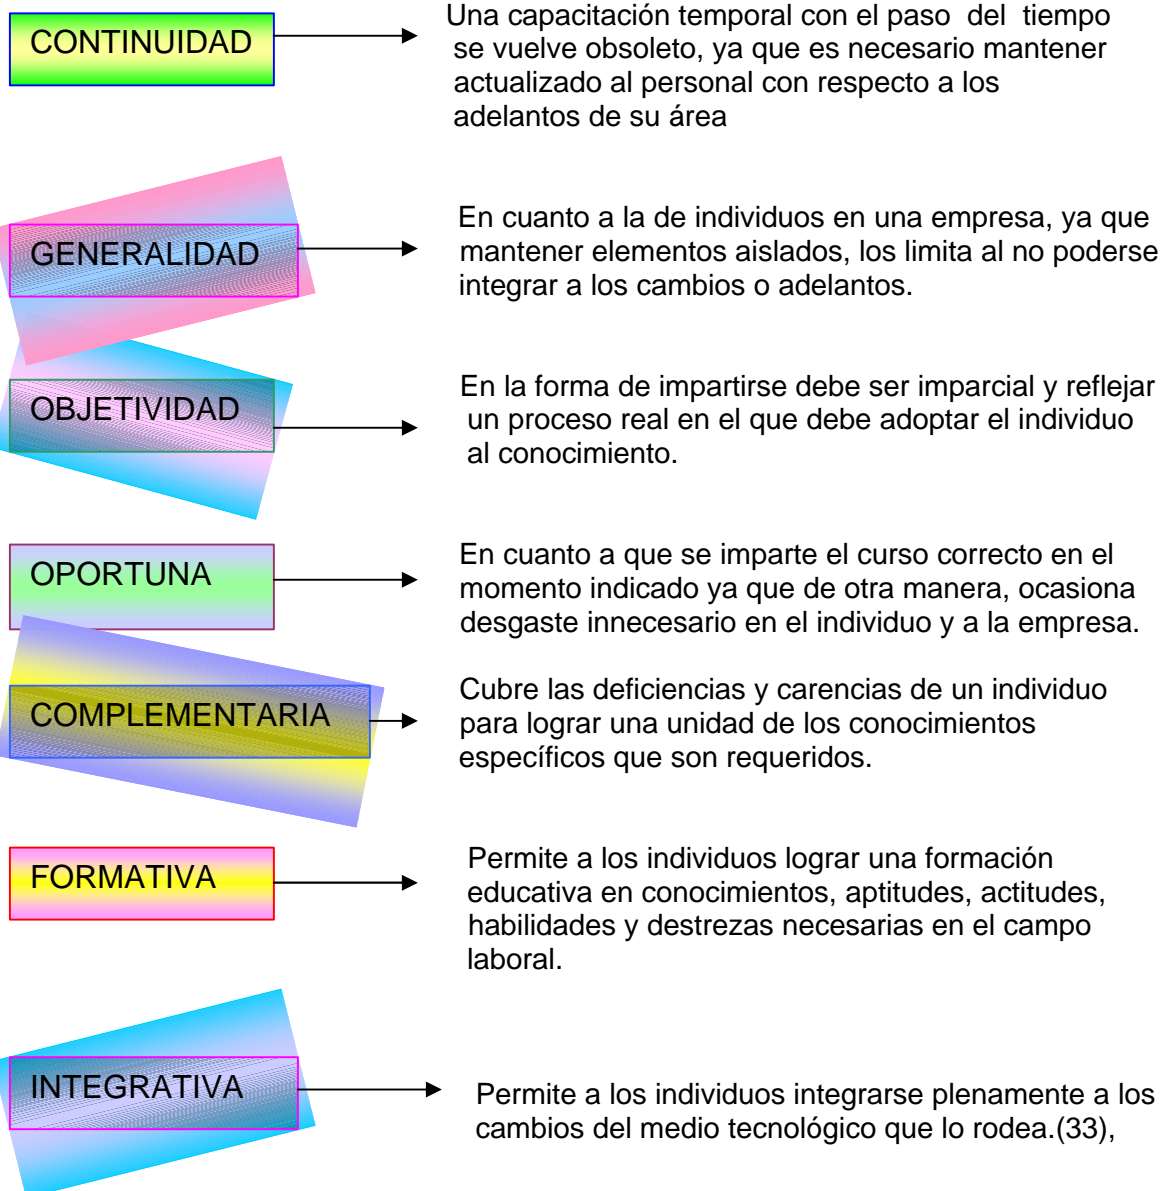 CONTINUIDAD
Una capacitación temporal con el paso del tiempo
se vuelve obsoleto, ya que es necesario mantener
actualizado al personal con respecto a los
adelantos de su área
GENERALIDAD
En cuanto a la de individuos en una empresa, ya que
mantener elementos aislados, los limita al no poderse
integrar a los cambios o adelantos.
OBJETIVIDAD
En la forma de impartirse debe ser imparcial y reflejar
un proceso real en el que debe adoptar el individuo
al conocimiento.
OPORTUNA
En cuanto a que se imparte el curso correcto en el
momento indicado ya que de otra manera, ocasiona
desgaste innecesario en el individuo y a la empresa.
COMPLEMENTARIA
Cubre las deficiencias y carencias de un individuo
para lograr una unidad de los conocimientos
específicos que son requeridos.
FORMATIVA
Permite a los individuos lograr una formación
educativa en conocimientos, aptitudes, actitudes,
habilidades y destrezas necesarias en el campo
laboral.
INTEGRATIVA
Permite a los individuos integrarse plenamente a los
cambios del medio tecnológico que lo rodea.(33),